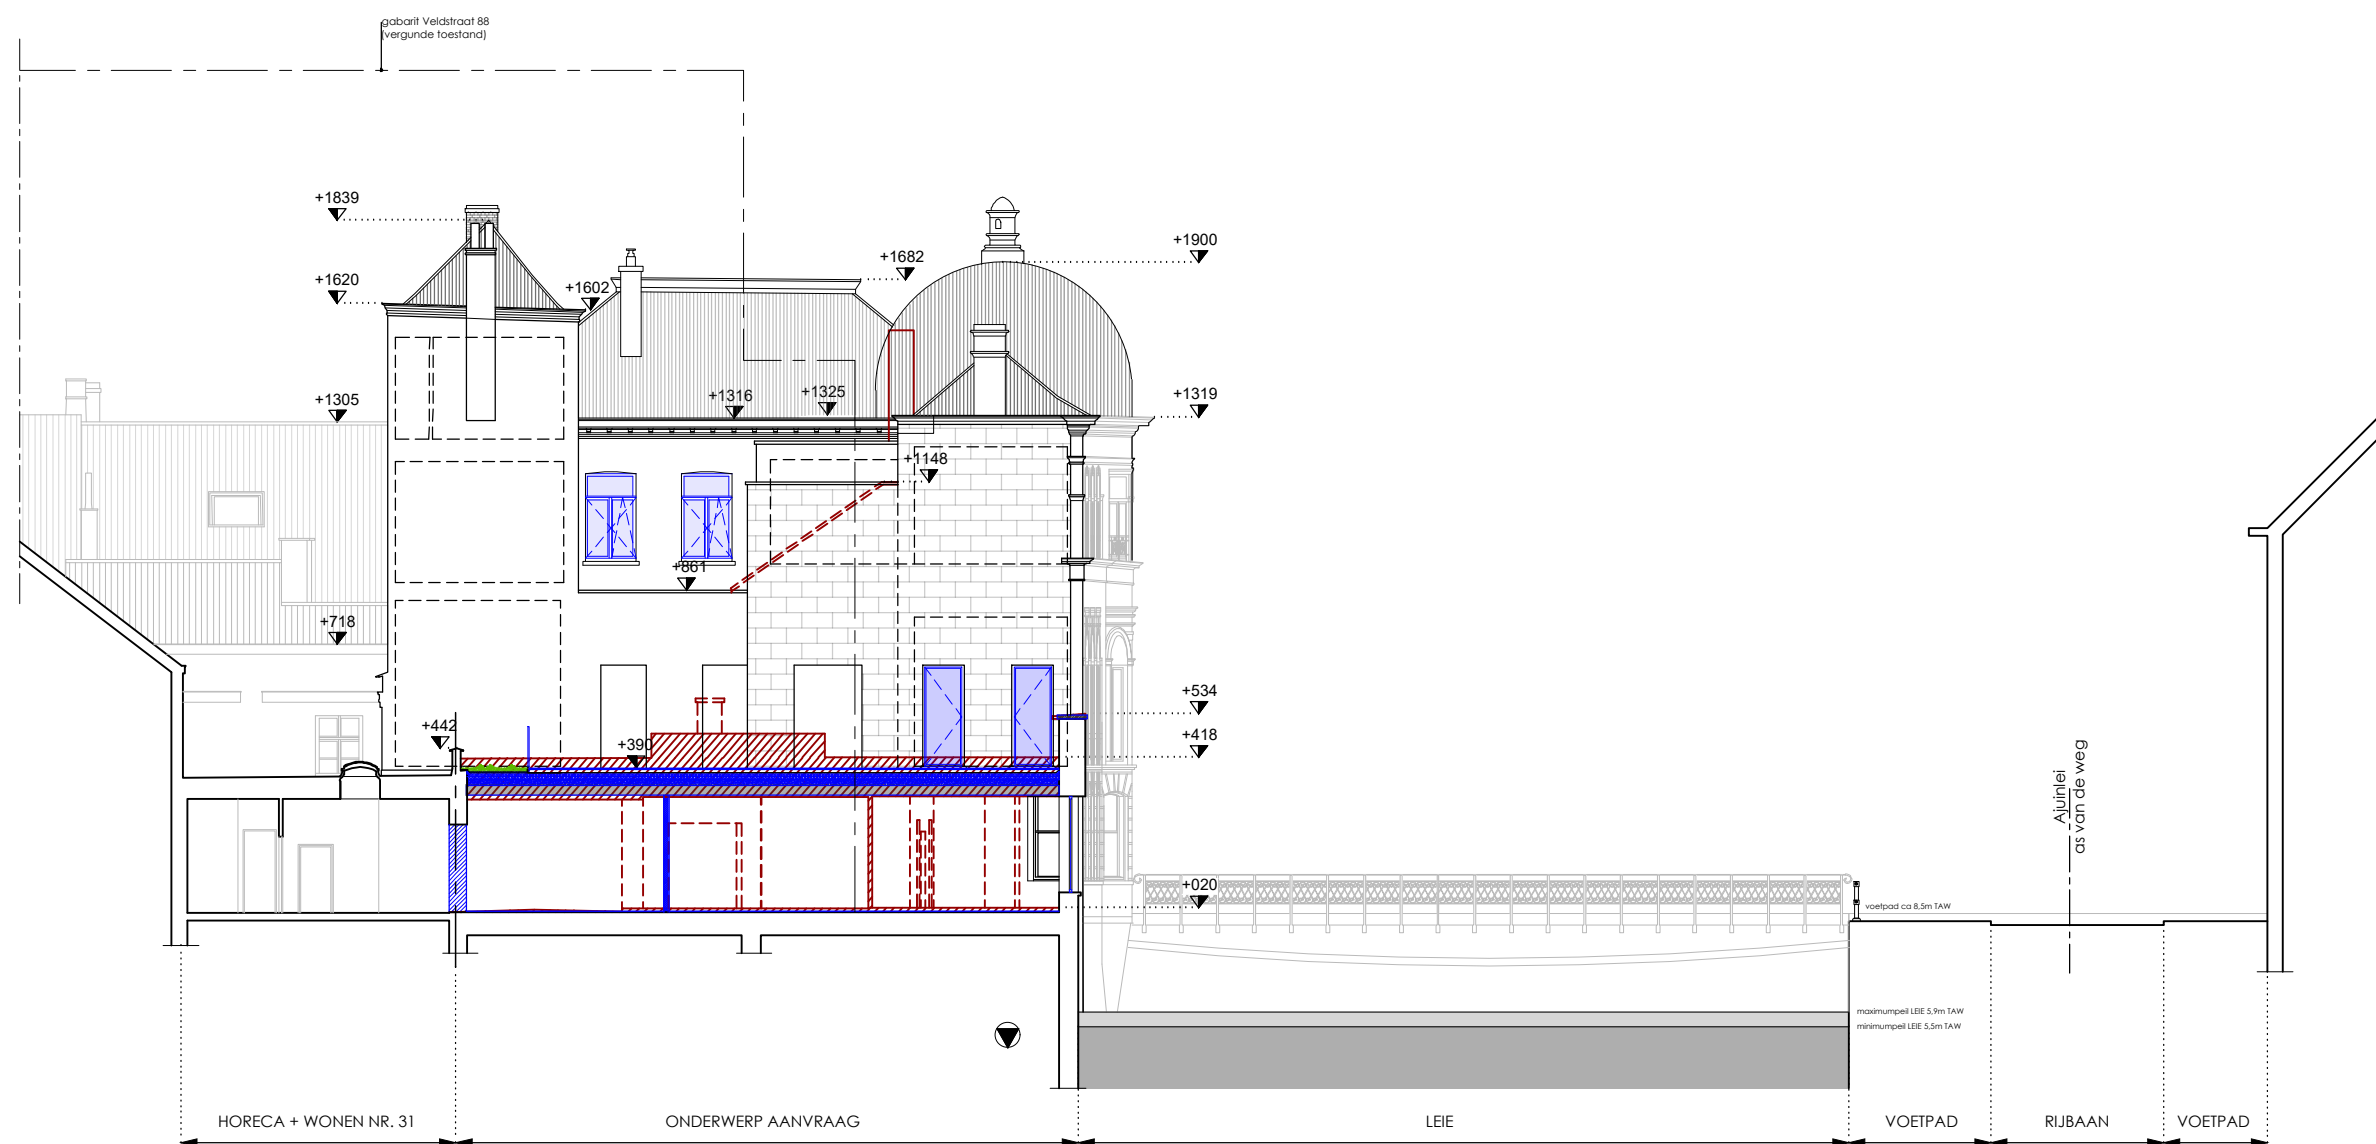 gabarit Veldstraat 88
(vergunde toestand)
+1839
+1900
+1682
+1620
+1602
+1305
+1316
+1325
+1319
+1148
+861
+718
+534
+442
+418
+390
+020
Ajuinlei
as van de weg
voetpad ca 8,5m TAW
maximumpeil LEIE 5,9m TAW
minimumpeil LEIE 5,5m TAW
HORECA + WONEN NR. 31
ONDERWERP AANVRAAG
LEIE
VOETPAD
RIJBAAN
VOETPAD